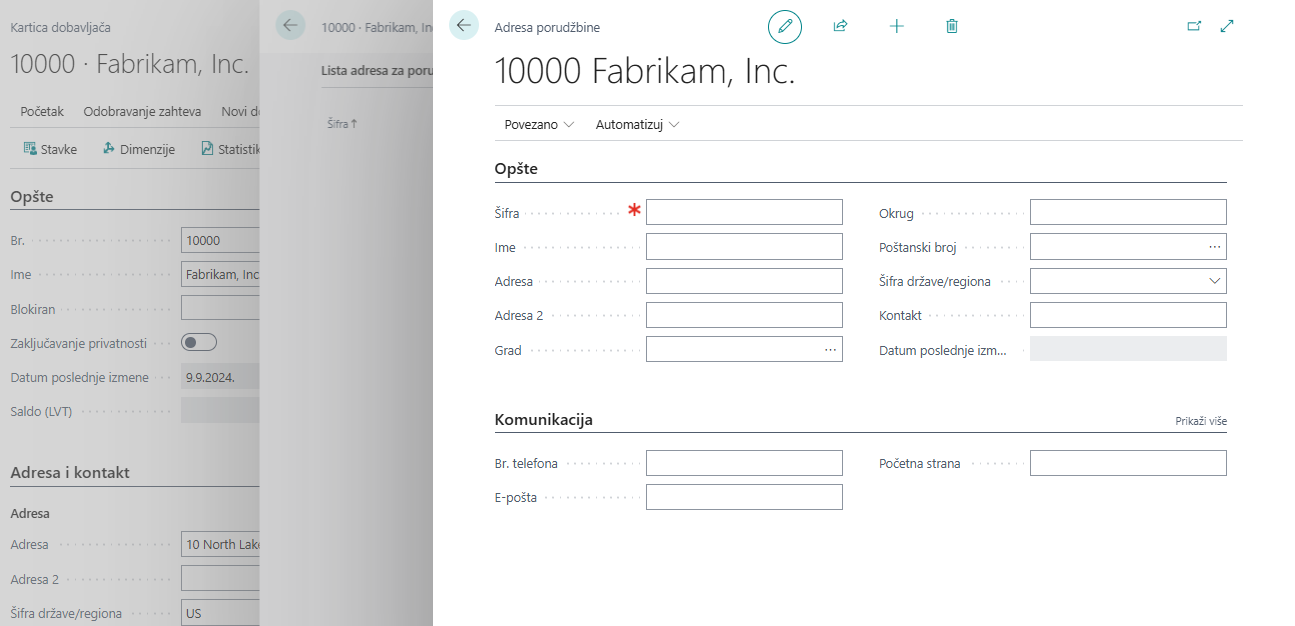 Kartica dobavljača
10000 · Fabrikam, Inc.
Početak Odobravanje zahteva Novi
Stavke Dimenzije Statistik
Opšte
Br. 10000
Ime Fabrikam, Inc
Blokiran
Zaključavanje privatnosti
Datum poslednje izmene 9.9.2024.
Saldo (LVT)
Adresa i kontakt
Adresa
Adresa 10 North Lake
Adresa 2
Šifra države/regiona US
10000 · Fabrikam, In
Lista adresa za poru
Šifra ↑
Adresa porudžbine
10000 Fabrikam, Inc.
Povezano Automatizuj
Opšte
Šifra * Okrug
Ime Poštanski broj ...
Adresa Šifra države/regiona
Adresa 2 Kontakt
Grad ... Datum poslednje izm...
Komunikacija Prikaži više
Br. telefona Početna strana
E-pošta